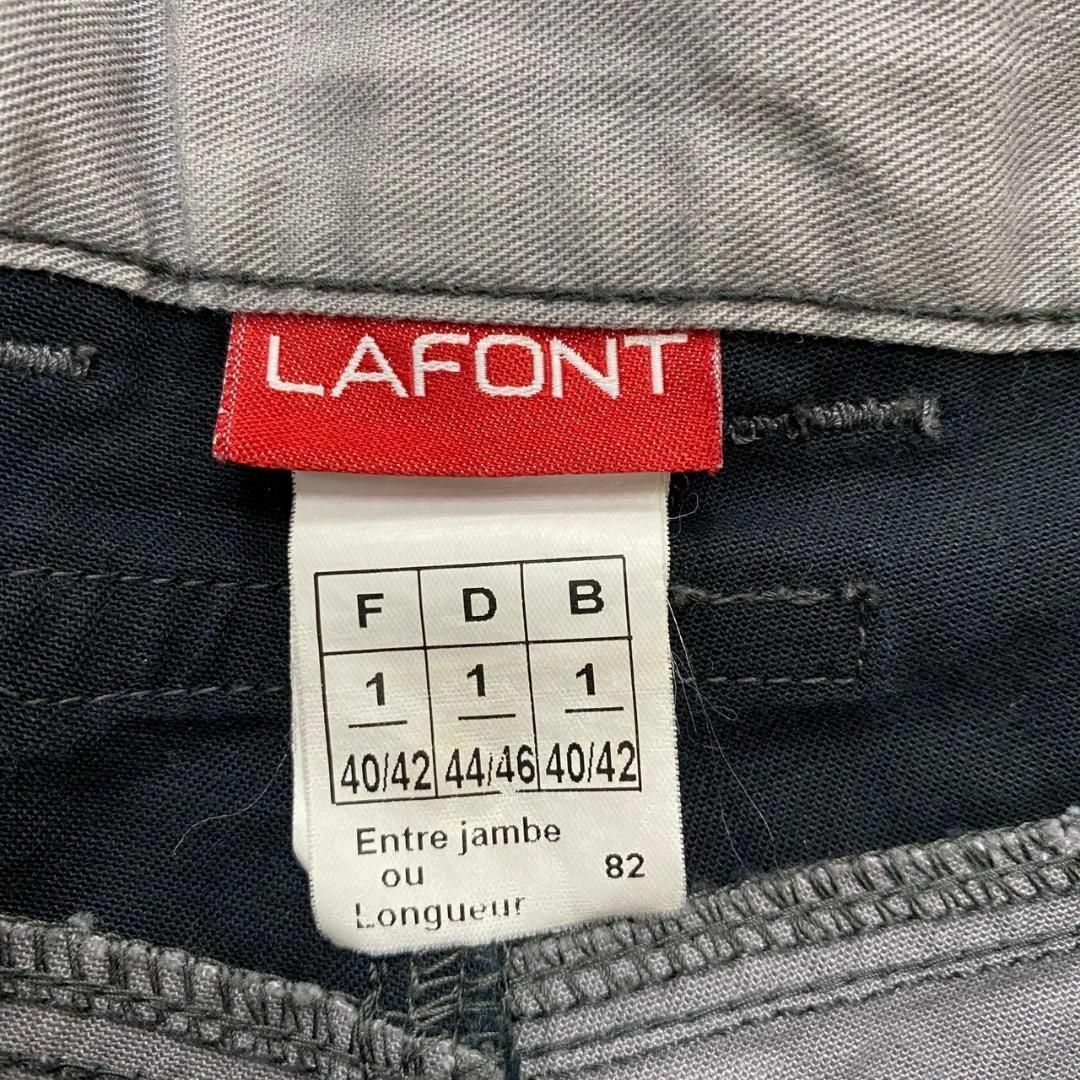 LAFONT
F D B
1 1 1
40/42 44/46 40/42
Entre jambe
ou 82
Longueur